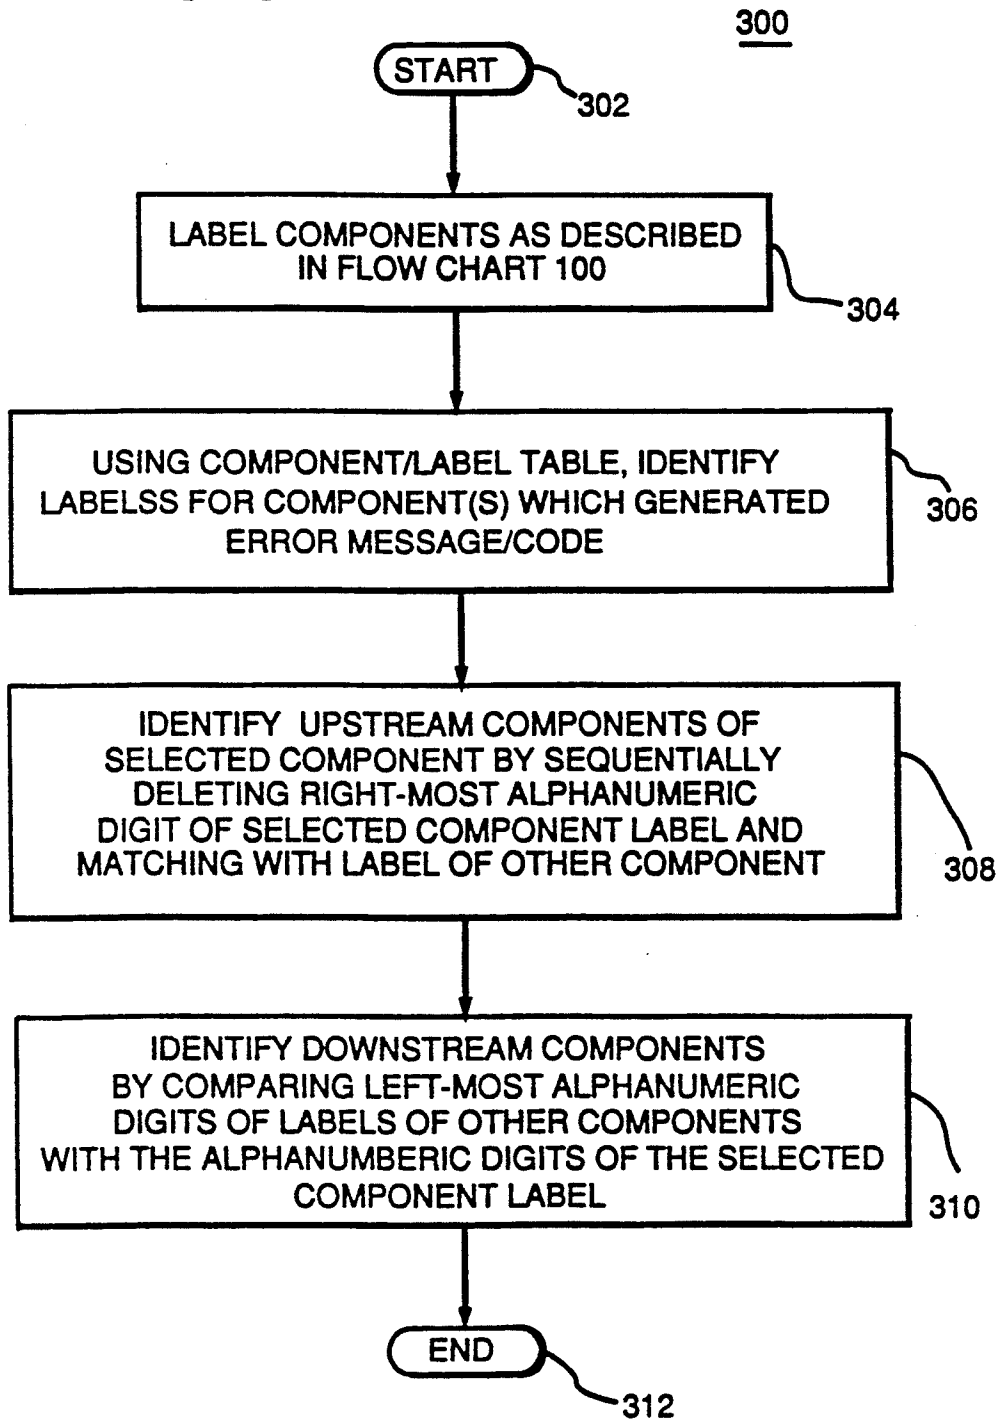 300
START
302
LABEL COMPONENTS AS DESCRIBED
IN FLOW CHART 100
304
USING COMPONENT/LABEL TABLE, IDENTIFY
LABELSS FOR COMPONENT(S) WHICH GENERATED
ERROR MESSAGE/CODE
306
IDENTIFY UPSTREAM COMPONENTS OF
SELECTED COMPONENT BY SEQUENTIALLY
DELETING RIGHT-MOST ALPHANUMERIC
DIGIT OF SELECTED COMPONENT LABEL AND
MATCHING WITH LABEL OF OTHER COMPONENT
308
IDENTIFY DOWNSTREAM COMPONENTS
BY COMPARING LEFT-MOST ALPHANUMERIC
DIGITS OF LABELS OF OTHER COMPONENTS
WITH THE ALPHANUMBERIC DIGITS OF THE SELECTED
COMPONENT LABEL
310
END
312